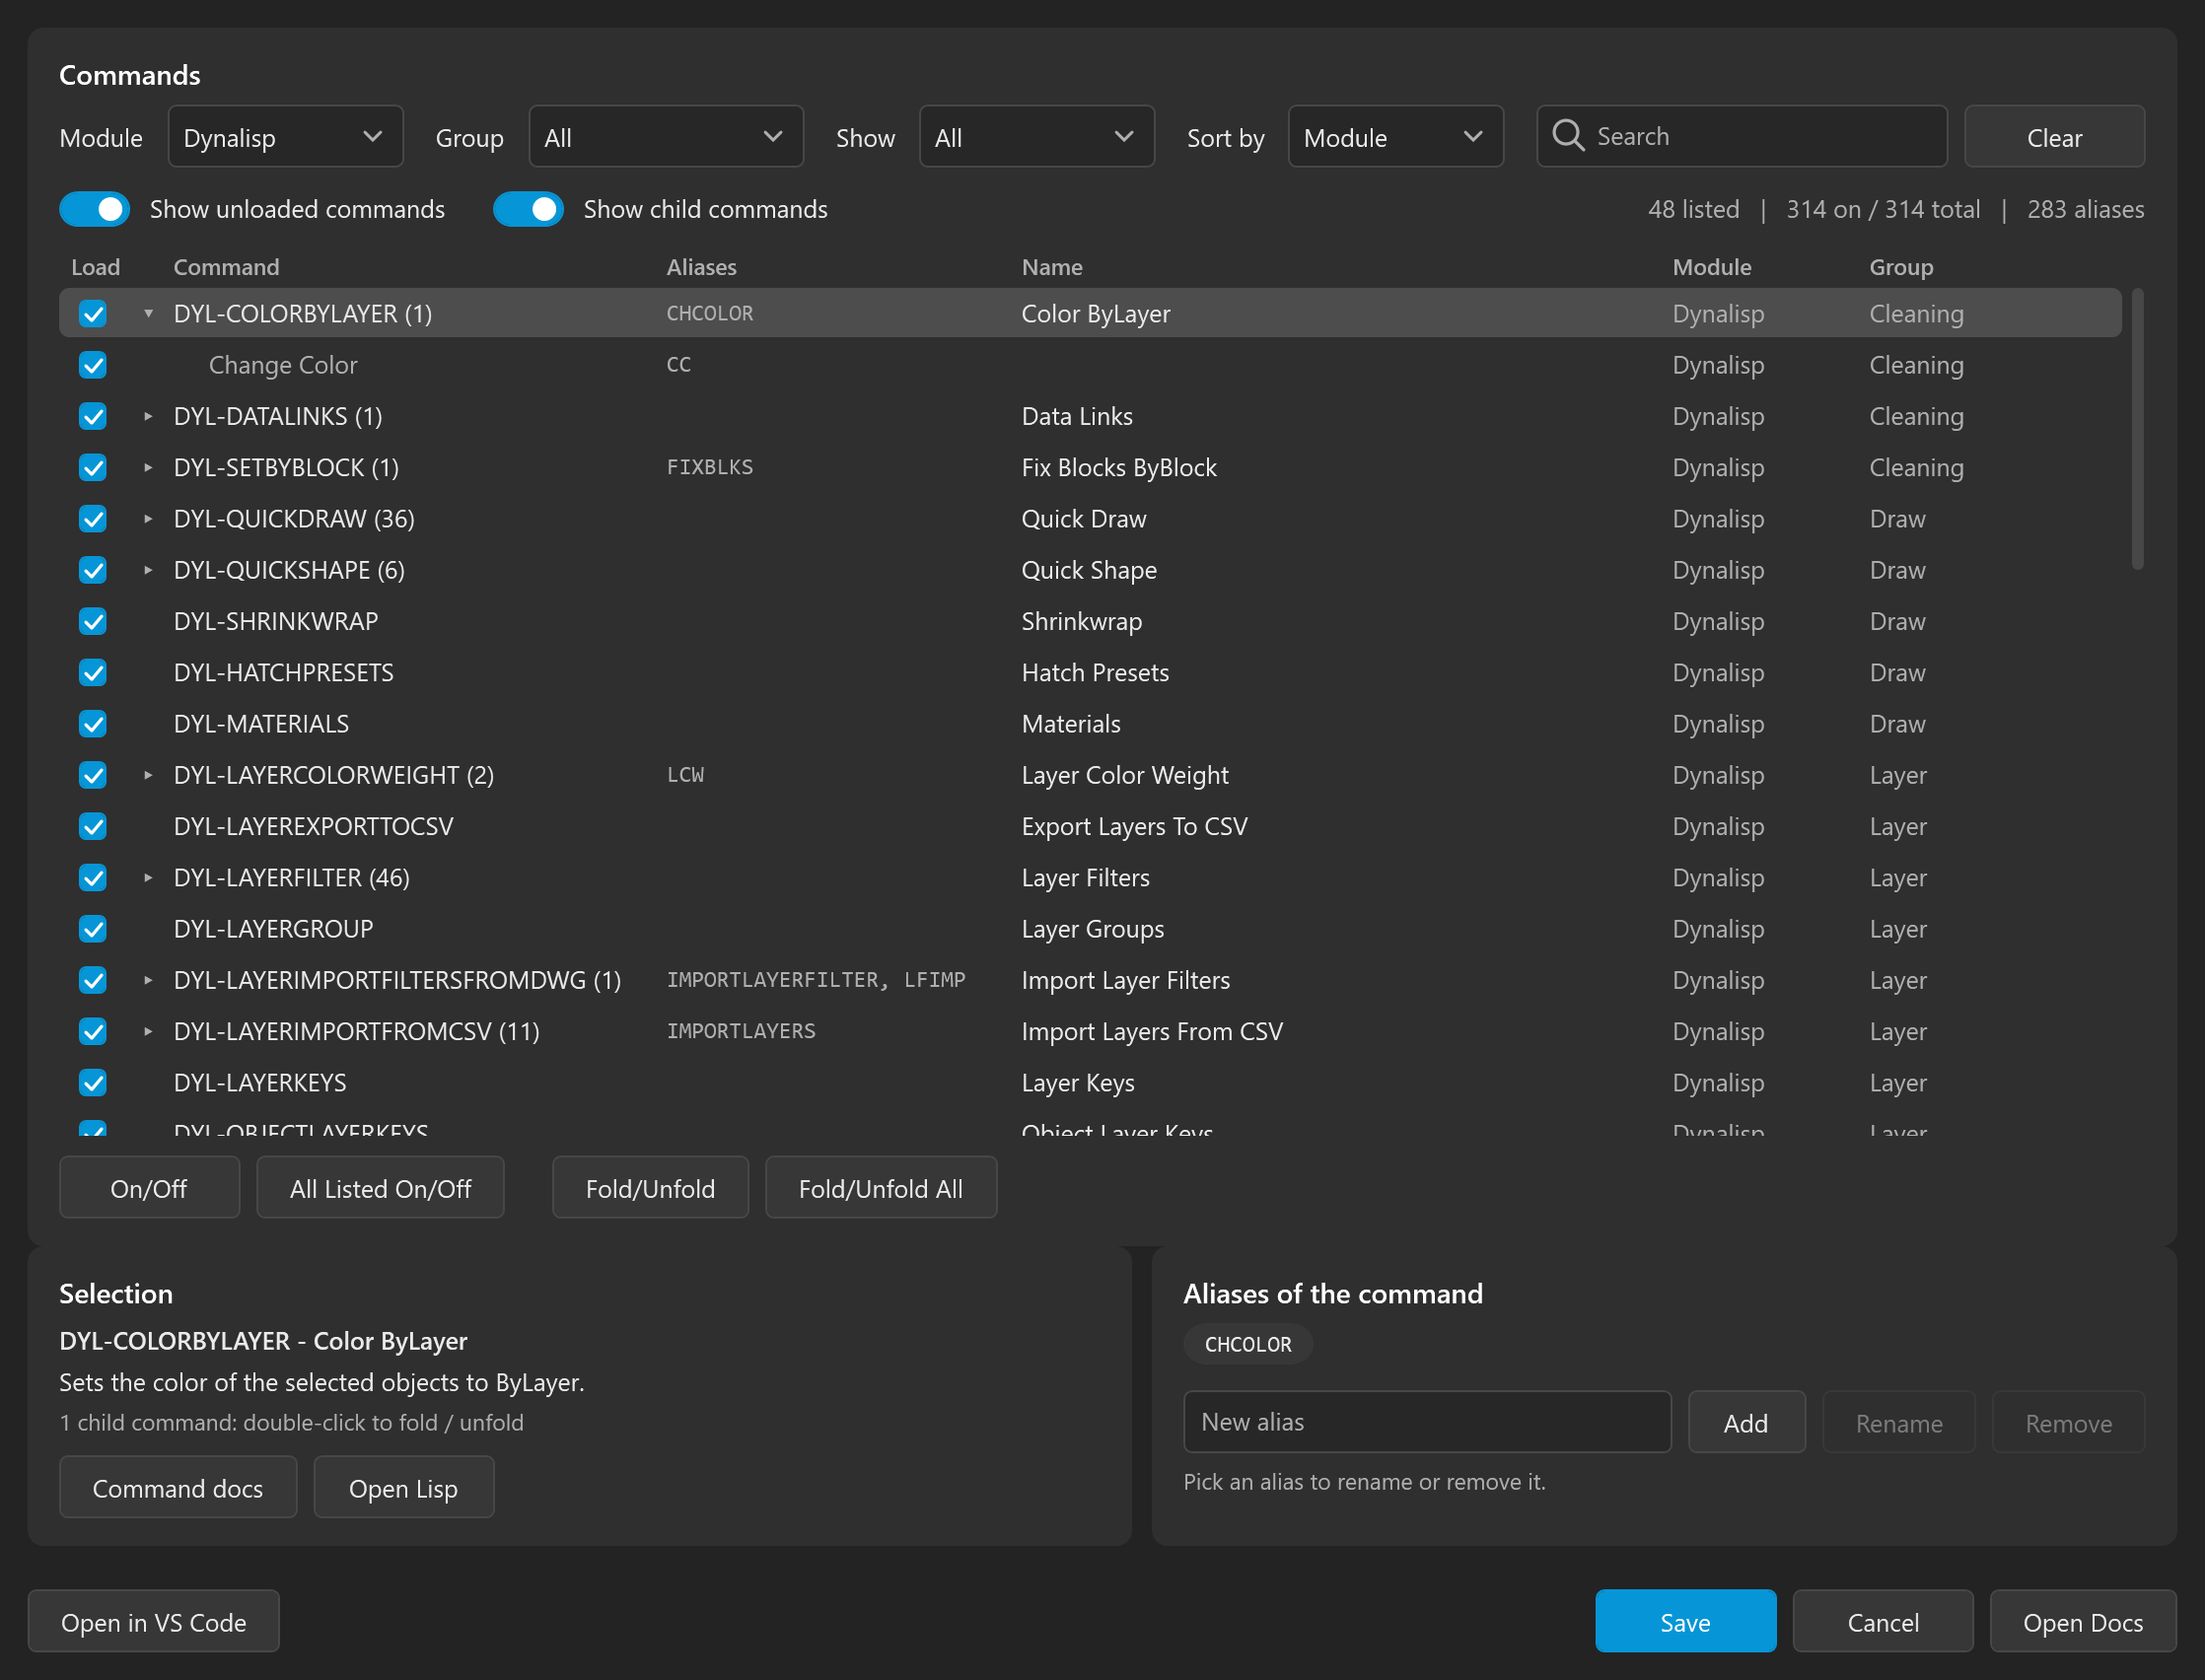 Commands
Module Dynalisp Group All Show All Sort by Module Search Clear
Show unloaded commands Show child commands 48 listed | 314 on / 314 total | 283 aliases
Load Command Aliases Name Module Group
DYL-COLORBYLAYER (1) CHCOLOR Color ByLayer Dynalisp Cleaning
Change Color CC Dynalisp Cleaning
DYL-DATALINKS (1) Data Links Dynalisp Cleaning
DYL-SETBYBLOCK (1) FIXBLKS Fix Blocks ByBlock Dynalisp Cleaning
DYL-QUICKDRAW (36) Quick Draw Dynalisp Draw
DYL-QUICKSHAPE (6) Quick Shape Dynalisp Draw
DYL-SHRINKWRAP Shrinkwrap Dynalisp Draw
DYL-HATCHPRESETS Hatch Presets Dynalisp Draw
DYL-MATERIALS Materials Dynalisp Draw
DYL-LAYERCOLORWEIGHT (2) LCW Layer Color Weight Dynalisp Layer
DYL-LAYEREXPORTTOCSV Export Layers To CSV Dynalisp Layer
DYL-LAYERFILTER (46) Layer Filters Dynalisp Layer
DYL-LAYERGROUP Layer Groups Dynalisp Layer
DYL-LAYERIMPORTFILTERSFROMDWG (1) IMPORTLAYERFILTER, LFIMP Import Layer Filters Dynalisp Layer
DYL-LAYERIMPORTFROMCSV (11) IMPORTLAYERS Import Layers From CSV Dynalisp Layer
DYL-LAYERKEYS Layer Keys Dynalisp Layer
DYL-OBJECTLAYERKEYS Object Layer Keys Dynalisp Layer
On/Off All Listed On/Off Fold/Unfold Fold/Unfold All
Selection
DYL-COLORBYLAYER - Color ByLayer
Sets the color of the selected objects to ByLayer.
1 child command: double-click to fold / unfold
Command docs Open Lisp
Aliases of the command
CHCOLOR
New alias Add Rename Remove
Pick an alias to rename or remove it.
Open in VS Code Save Cancel Open Docs